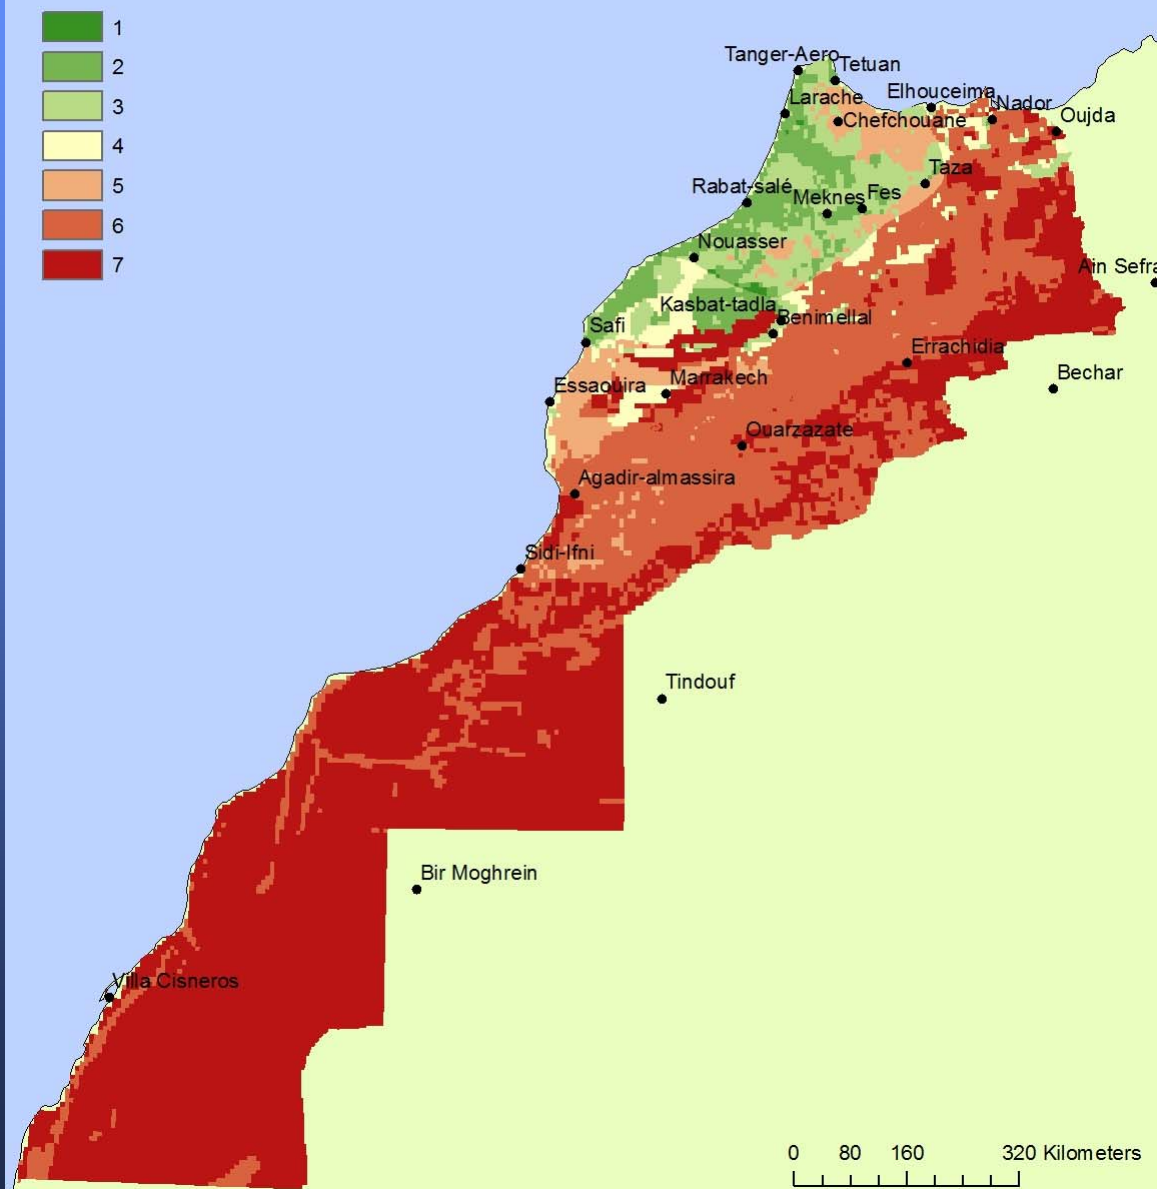 1
2
3
4
5
6
7
Tanger-Aero
Tetuan
Larache
Elhouceima
Nador
Chefchouane
Oujda
Taza
Rabat-salé
Meknes
Fes
Nouasser
Ain Sefra
Kasbat-tadla
Benimellal
Safi
Errachidia
Bechar
Essaouira
Marrakech
Ouarzazate
Agadir-almassira
Sidi-Ifni
Tindouf
Bir Moghrein
Villa Cisneros
0 80 160 320 Kilometers